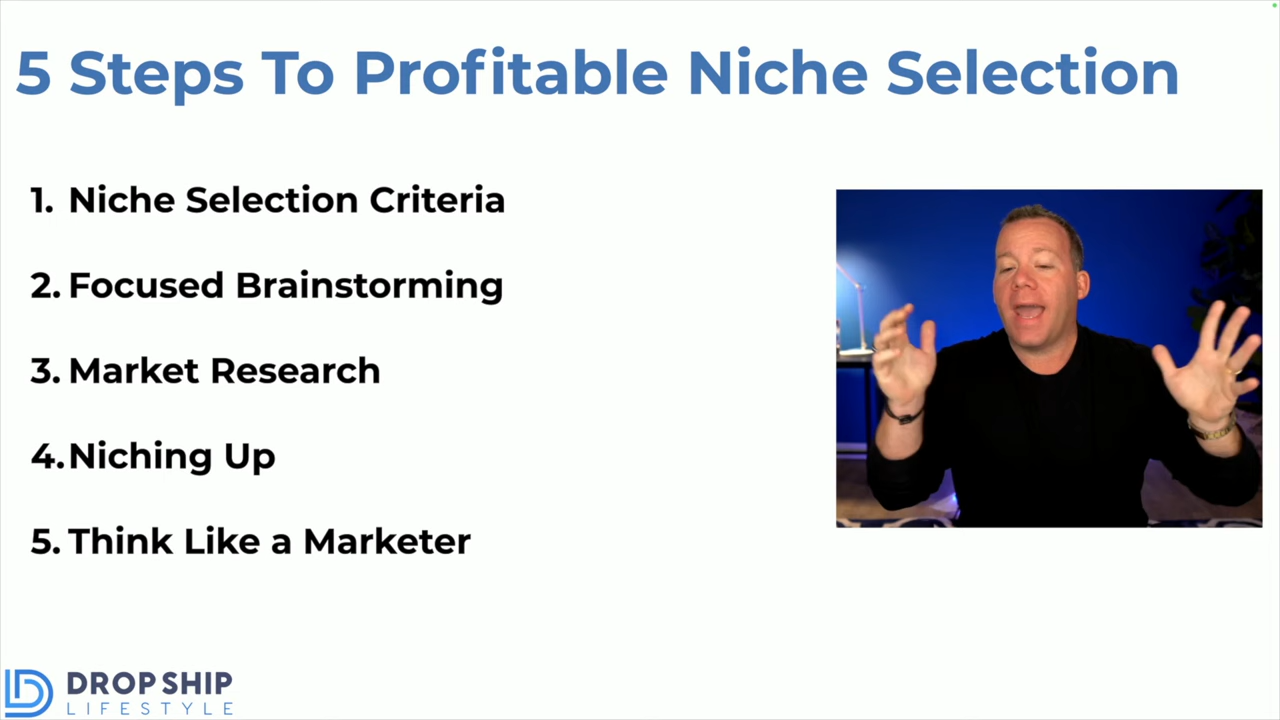 5 Steps To Profitable Niche Selection
1. Niche Selection Criteria
2. Focused Brainstorming
3. Market Research
4. Niching Up
5. Think Like a Marketer
DROP SHIP
LIFESTYLE